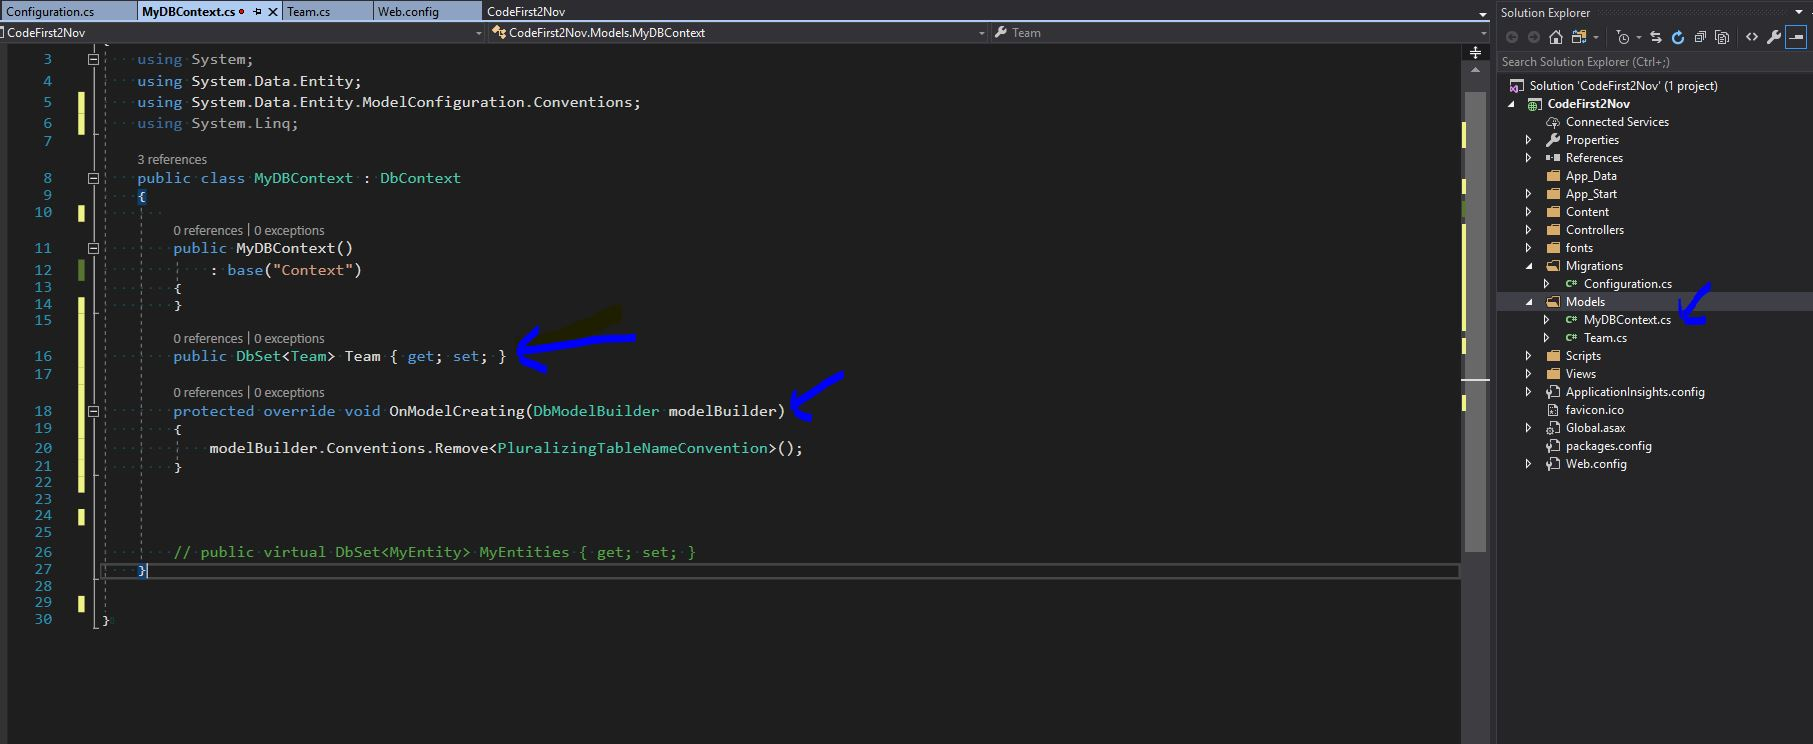 Configuration.cs MyDBContext.cs Team.cs Web.config CodeFirst2Nov
CodeFirst2Nov CodeFirst2Nov.Models.MyDBContext Team
3 using System;
4 using System.Data.Entity;
5 using System.Data.Entity.ModelConfiguration.Conventions;
6 using System.Linq;
7
3 references
8 public class MyDBContext : DbContext
9 {
10
0 references | 0 exceptions
11 public MyDBContext()
12 : base("Context")
13 {
14 }
15
0 references | 0 exceptions
16 public DbSet<Team> Team { get; set; }
17
0 references | 0 exceptions
18 protected override void OnModelCreating(DbModelBuilder modelBuilder)
19 {
20 modelBuilder.Conventions.Remove<PluralizingTableNameConvention>();
21 }
22
23
24
25
26 // public virtual DbSet<MyEntity> MyEntities { get; set; }
27 }
28
29
30 }
Solution Explorer
Search Solution Explorer (Ctrl+;)
Solution 'CodeFirst2Nov' (1 project)
CodeFirst2Nov
Connected Services
Properties
References
App_Data
App_Start
Content
Controllers
fonts
Migrations
C# Configuration.cs
Models
C# MyDBContext.cs
C# Team.cs
Scripts
Views
ApplicationInsights.config
favicon.ico
Global.asax
packages.config
Web.config